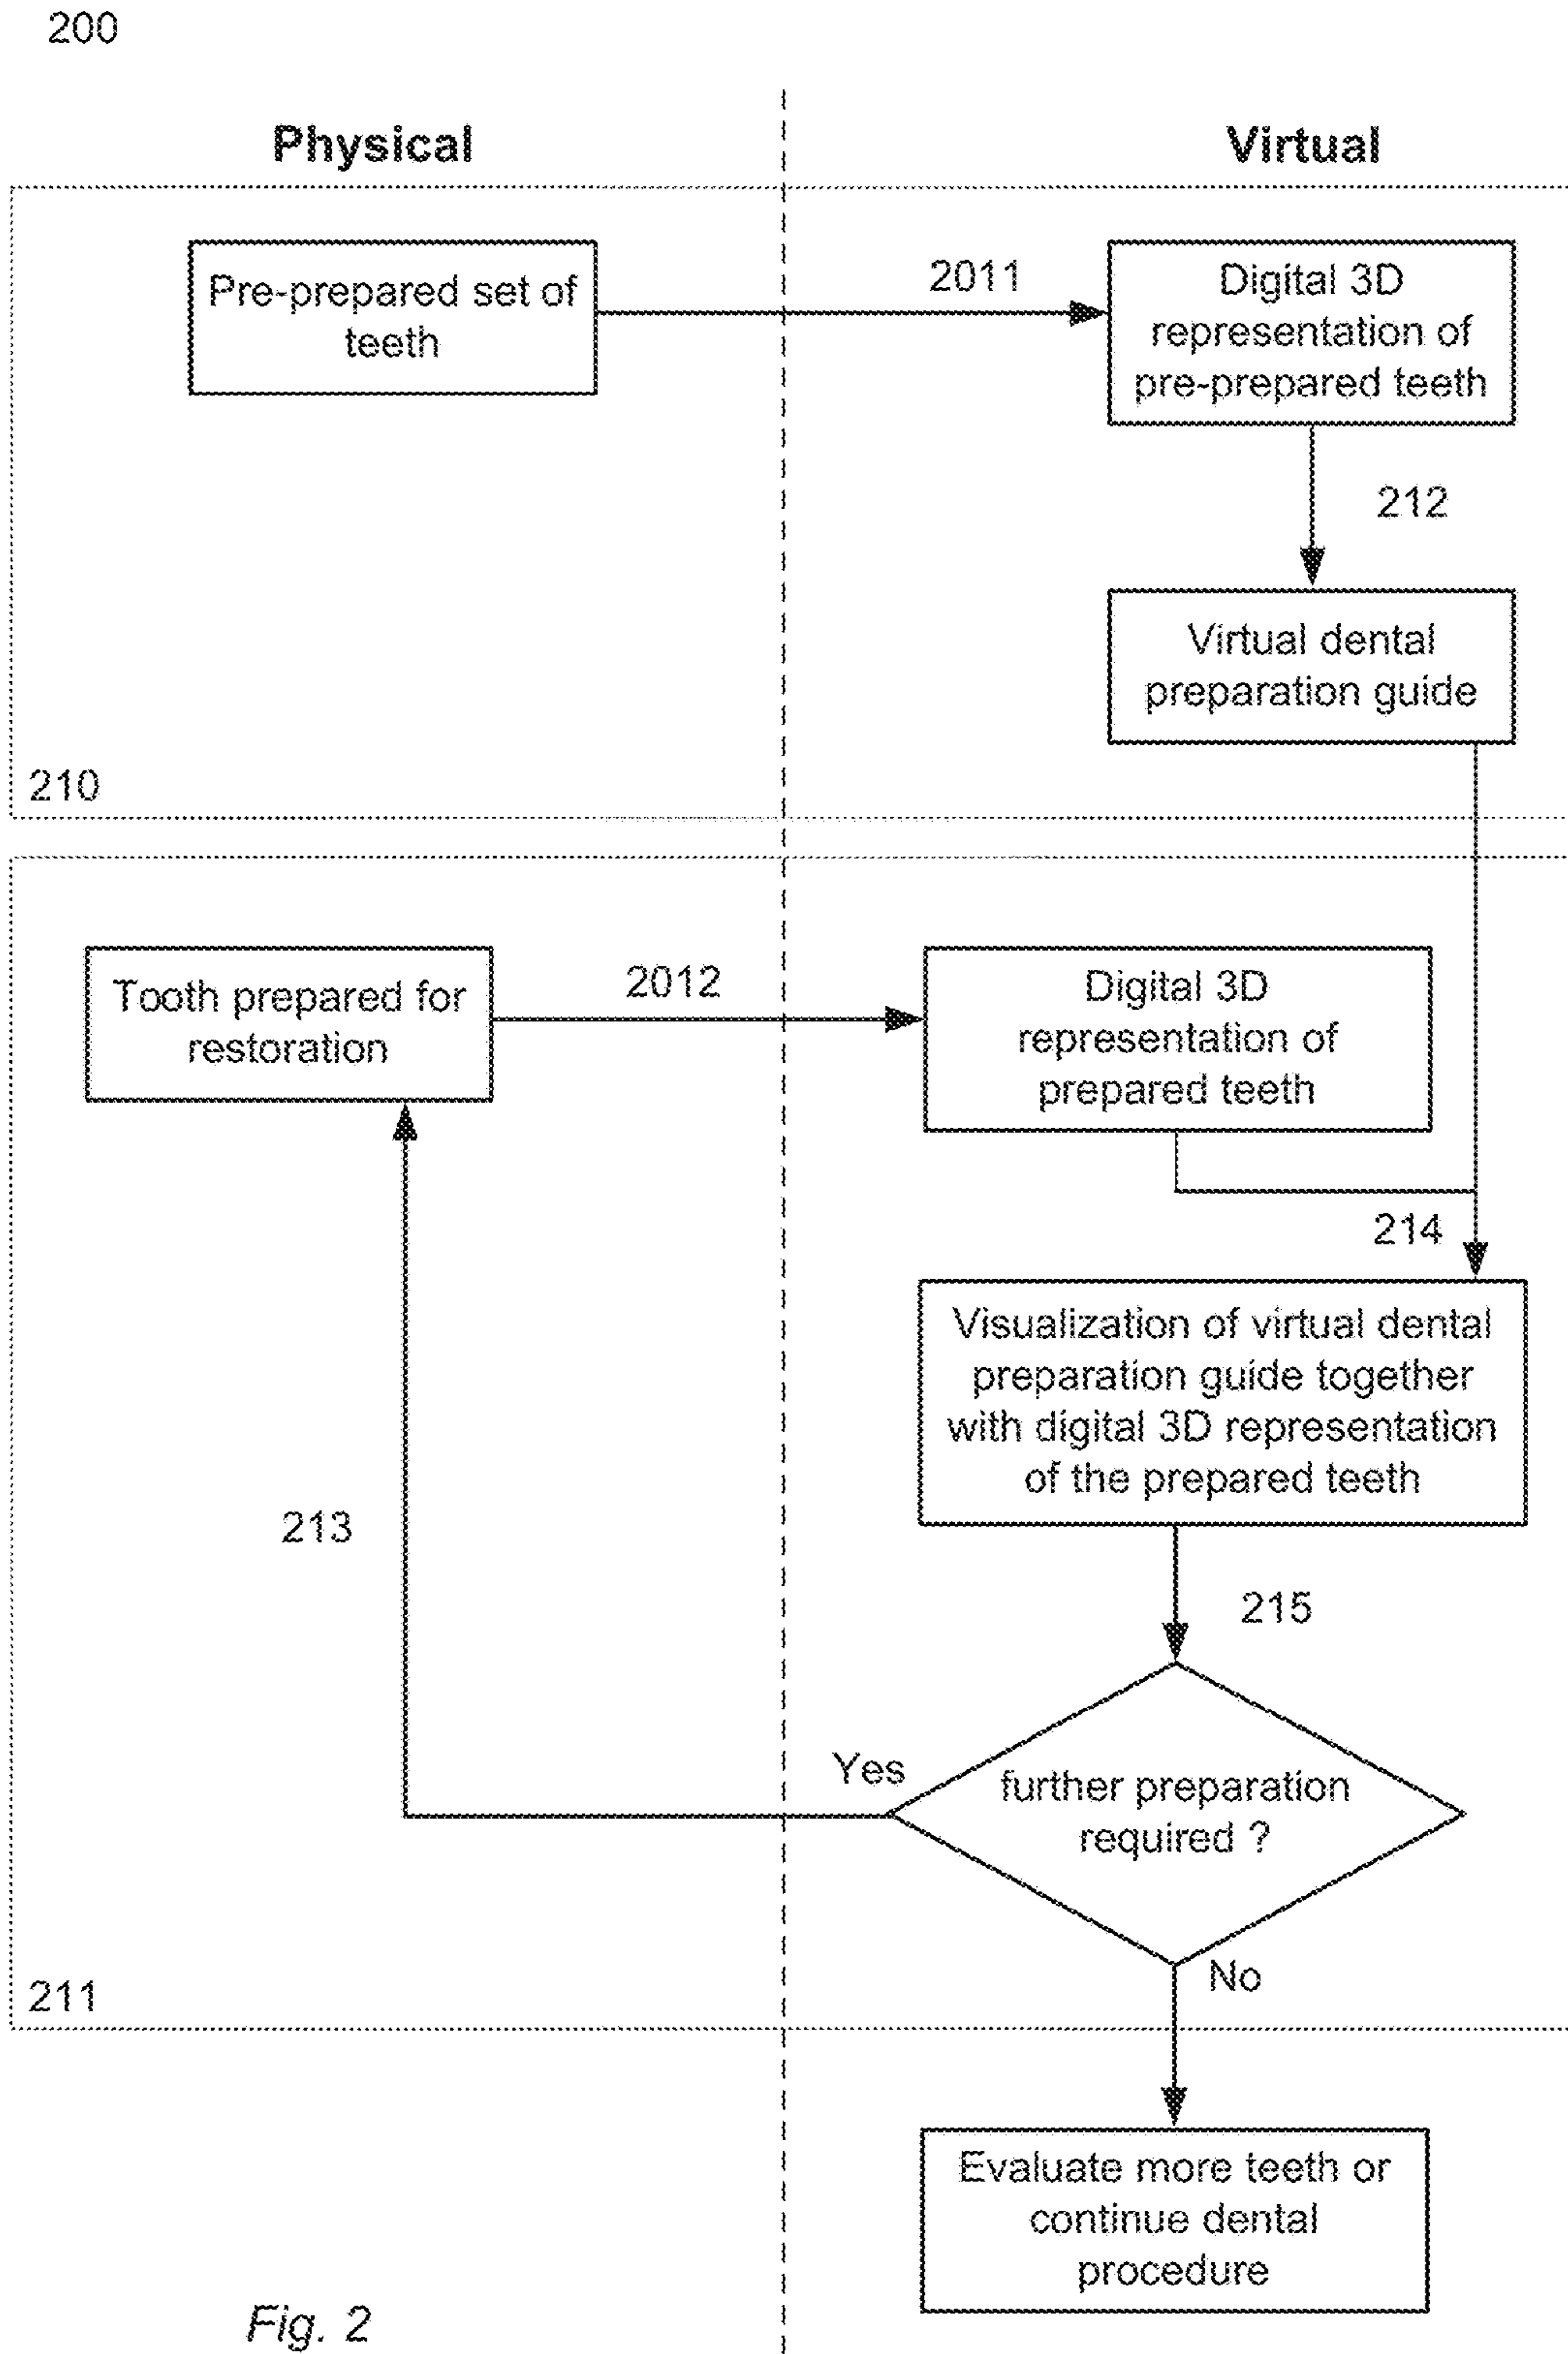 200
Physical
Virtual
Pre-prepared set of
teeth
2011
Digital 3D
representation of
pre-prepared teeth
212
Virtual dental
preparation guide
210
Tooth prepared for
restoration
2012
Digital 3D
representation of
prepared teeth
214
Visualization of virtual dental
preparation guide together
with digital 3D representation
of the prepared teeth
213
215
Yes
further preparation
required ?
No
211
Evaluate more teeth or
continue dental
procedure
Fig. 2